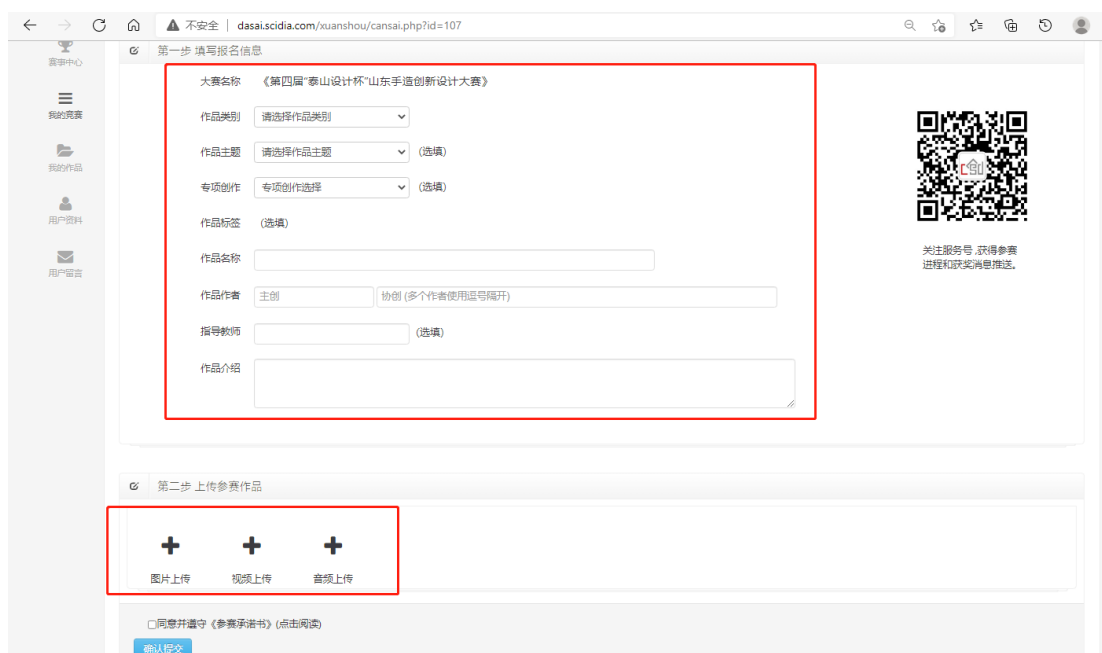 不安全 | dasai.scidia.com/xuanshou/cansai.php?id=107
赛事中心
我的竞赛
我的作品
用户资料
用户留言
第一步 填写报名信息
大赛名称 《第四届“泰山设计杯”山东手造创新设计大赛》
作品类别 请选择作品类别
作品主题 请选择作品主题 (选填)
专项创作 专项创作选择 (选填)
作品标签 (选填)
作品名称
作品作者 主创 协创 (多个作者使用逗号隔开)
指导教师 (选填)
作品介绍
关注服务号,获得参赛
进程和获奖消息推送。
第二步 上传参赛作品
图片上传 视频上传 音频上传
同意并遵守《参赛承诺书》(点击阅读)
确认提交